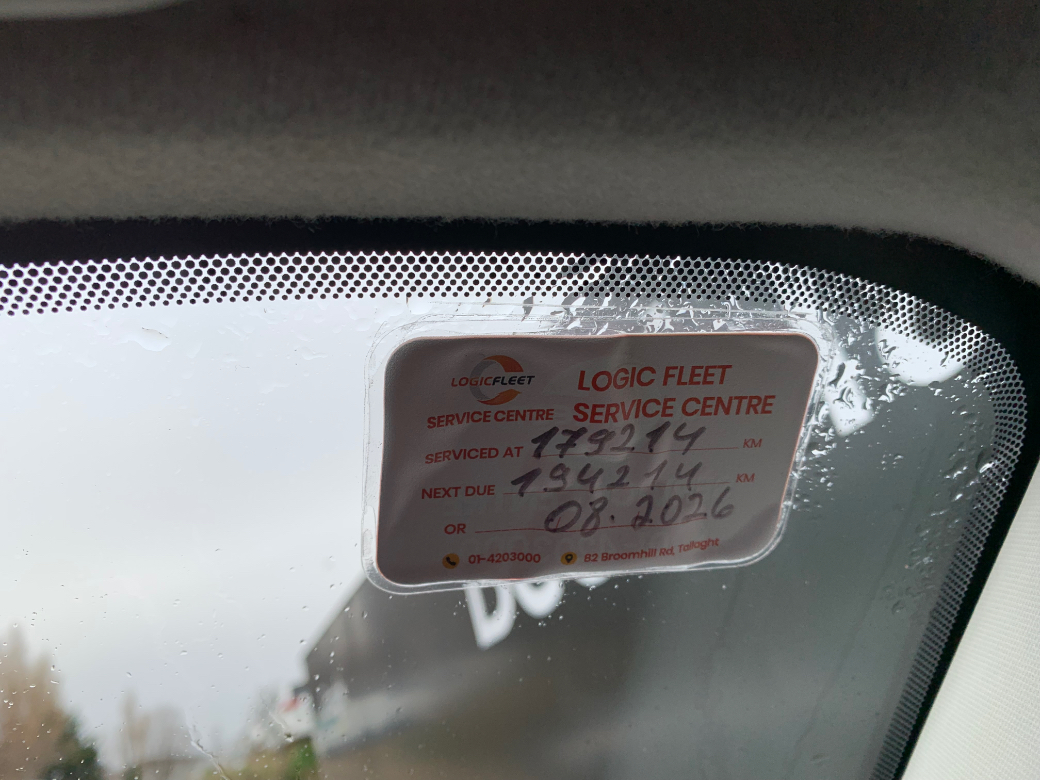 LOGICFLEET
SERVICE CENTRE
LOGIC FLEET
SERVICE CENTRE
SERVICED AT 179214 KM
NEXT DUE 194214 KM
OR 08.2026
01-4203000 82 Broomhill Rd, Tallaght